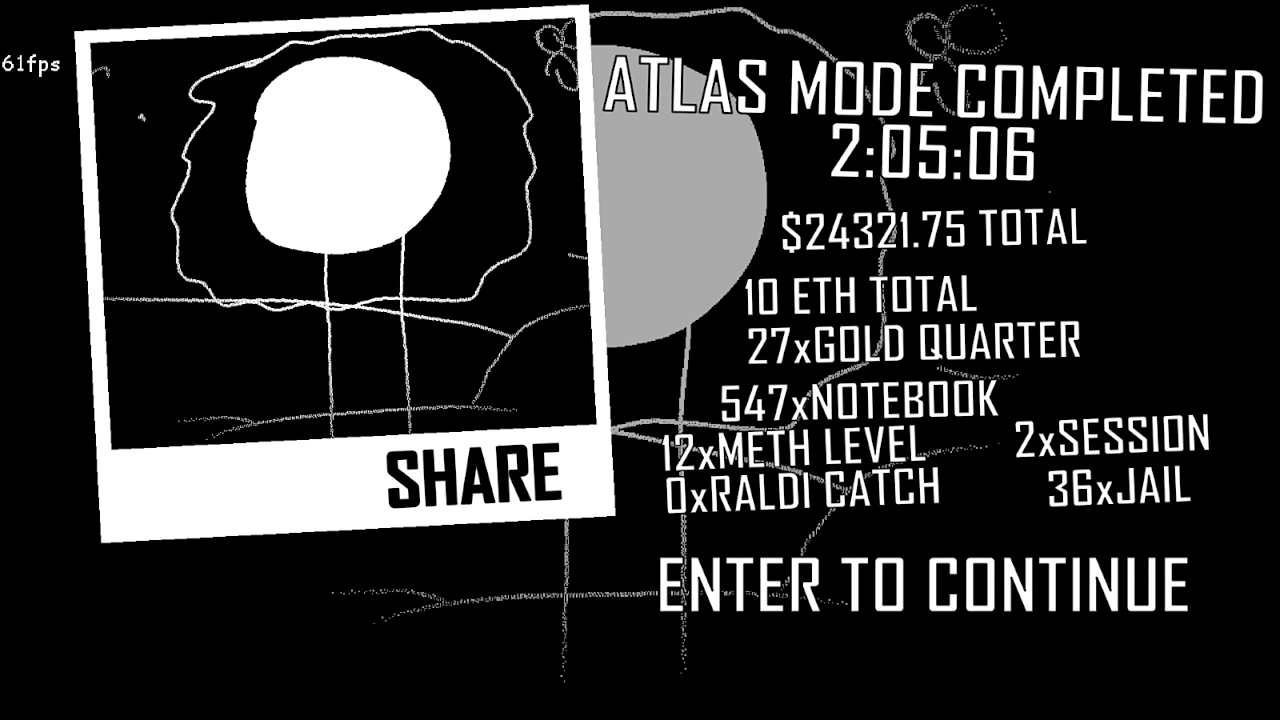 61fps
ATLAS MODE COMPLETED
2:05:06
$24321.75 TOTAL
10 ETH TOTAL
27xGOLD QUARTER
547xNOTEBOOK
12xMETH LEVEL 2xSESSION
0xRALDI CATCH 36xJAIL
SHARE
ENTER TO CONTINUE